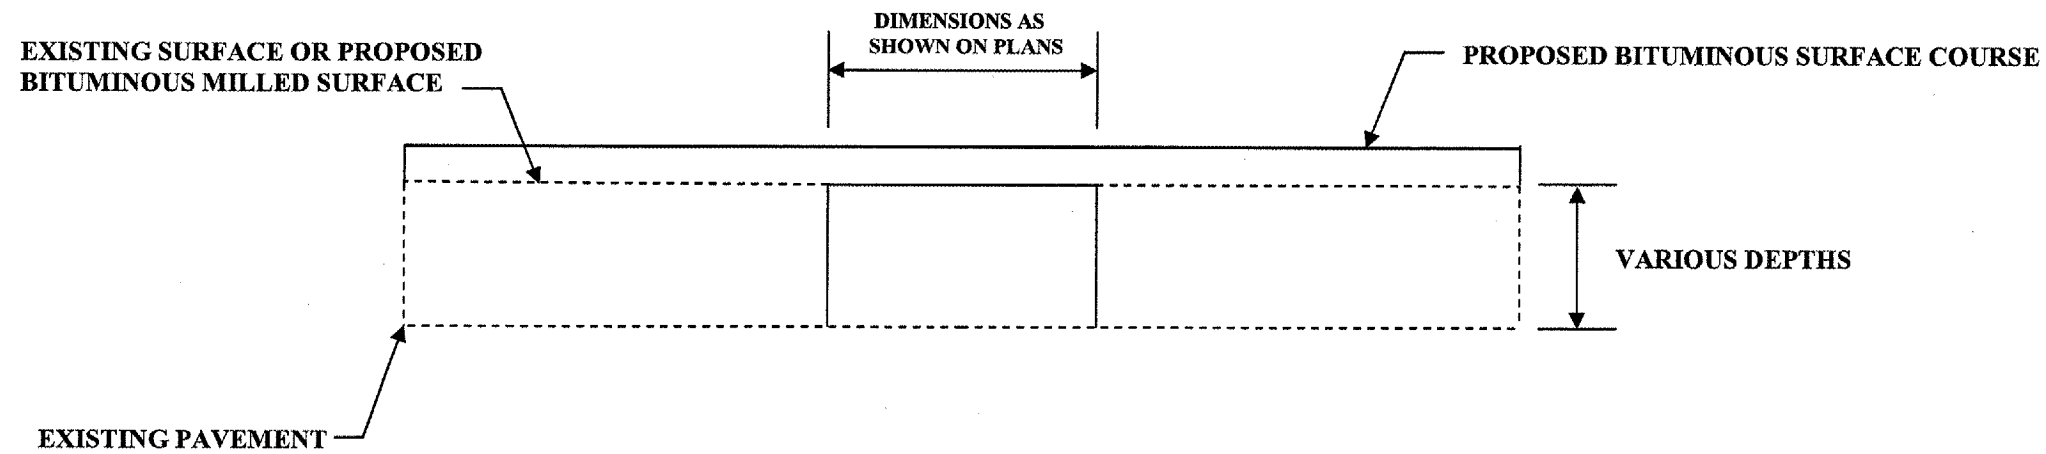 DIMENSIONS AS
SHOWN ON PLANS
EXISTING SURFACE OR PROPOSED
BITUMINOUS MILLED SURFACE
PROPOSED BITUMINOUS SURFACE COURSE
VARIOUS DEPTHS
EXISTING PAVEMENT